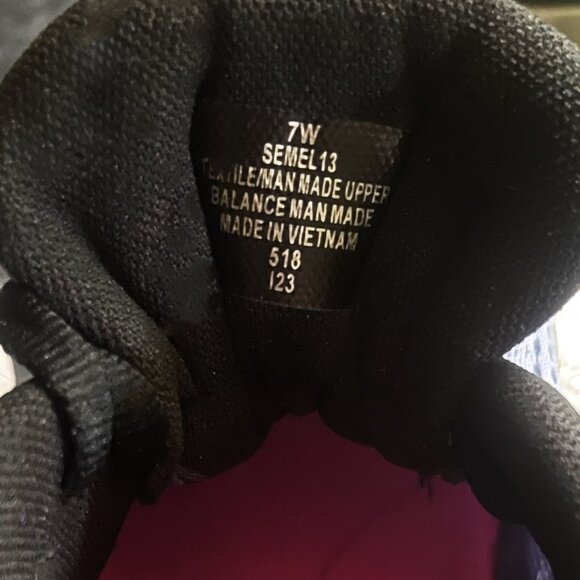 7W
SEMEL13
TEXTILE/MAN MADE UPPER
BALANCE MAN MADE
MADE IN VIETNAM
518
I23